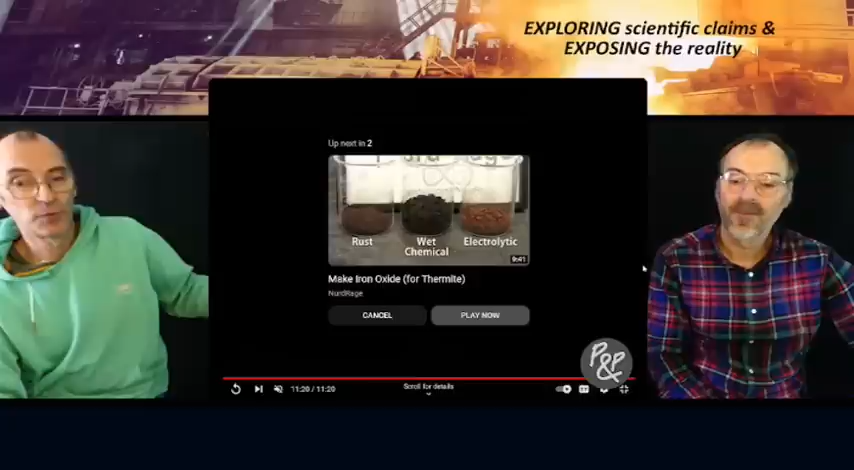 EXPLORING scientific claims &
EXPOSING the reality
Up next in 2
Rust
Wet
Chemical
Electrolytic
9:41
Make Iron Oxide (for Thermite)
NurdRage
CANCEL
PLAY NOW
P&P
11:20 / 11:20
Scroll for details